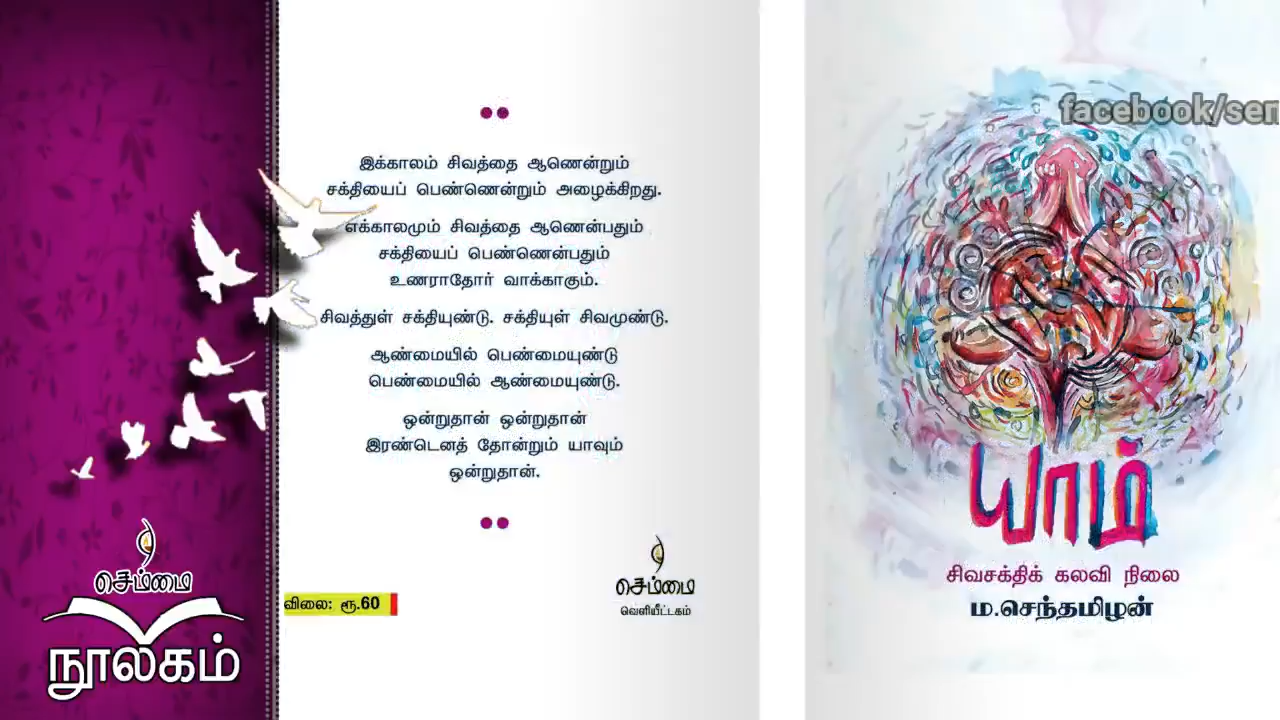 இக்காலம் சிவத்தை ஆணென்றும்
சக்தியைப் பெண்ணென்றும் அழைக்கிறது.
எக்காலமும் சிவத்தை ஆணென்பதும்
சக்தியைப் பெண்ணென்பதும்
உணராதோர் வாக்காகும்.
சிவத்துள் சக்தியுண்டு. சக்தியுள் சிவமுண்டு.
ஆண்மையில் பெண்மையுண்டு
பெண்மையில் ஆண்மையுண்டு.
ஒன்றுதான் ஒன்றுதான்
இரண்டெனத் தோன்றும் யாவும்
ஒன்றுதான்.
விலை: ரூ.60
செம்மை
வெளியீட்டகம்
செம்மை
நூலகம்
facebook/sen
யாம்
சிவசக்திக் கலவி நிலை
ம.செந்தமிழன்